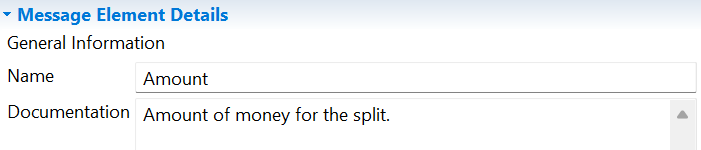 Message Element Details
General Information
Name Amount
Documentation Amount of money for the split.